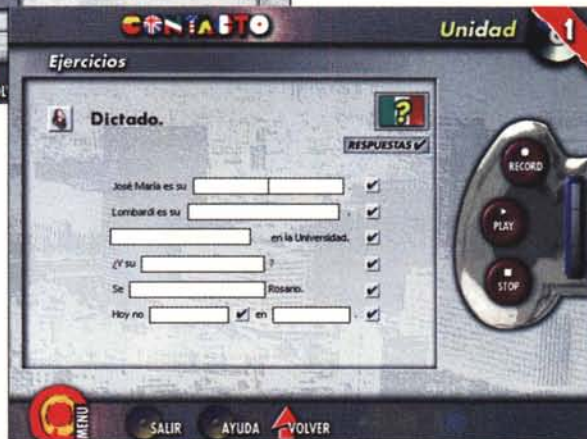 CONTACTO
Unidad 1
Ejercicios
Dictado.
?
RESPUESTAS
José María es su .
Lombardi es su .
en la Universidad.
¿Y su ?
Se Rosario.
Hoy no en .
RECORD
PLAY
STOP
MENU
SALIR AYUDA VOLVER